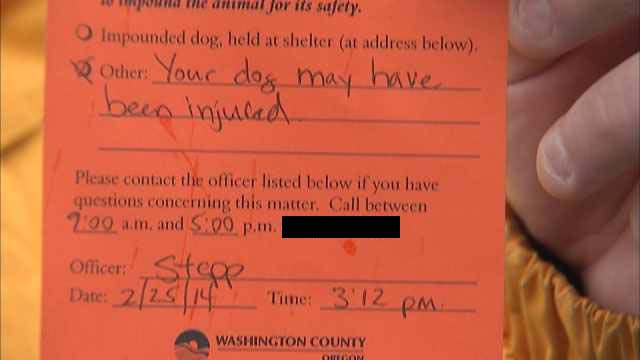 to impound the animal for its safety.
Impounded dog, held at shelter (at address below).
Other: Your dog may have
been injured
Please contact the officer listed below if you have
questions concerning this matter. Call between
9:00 a.m. and 5:00 p.m.
Officer: Stepp
Date: 2/25/14 Time: 3:12 pm.
WASHINGTON COUNTY
OREGON